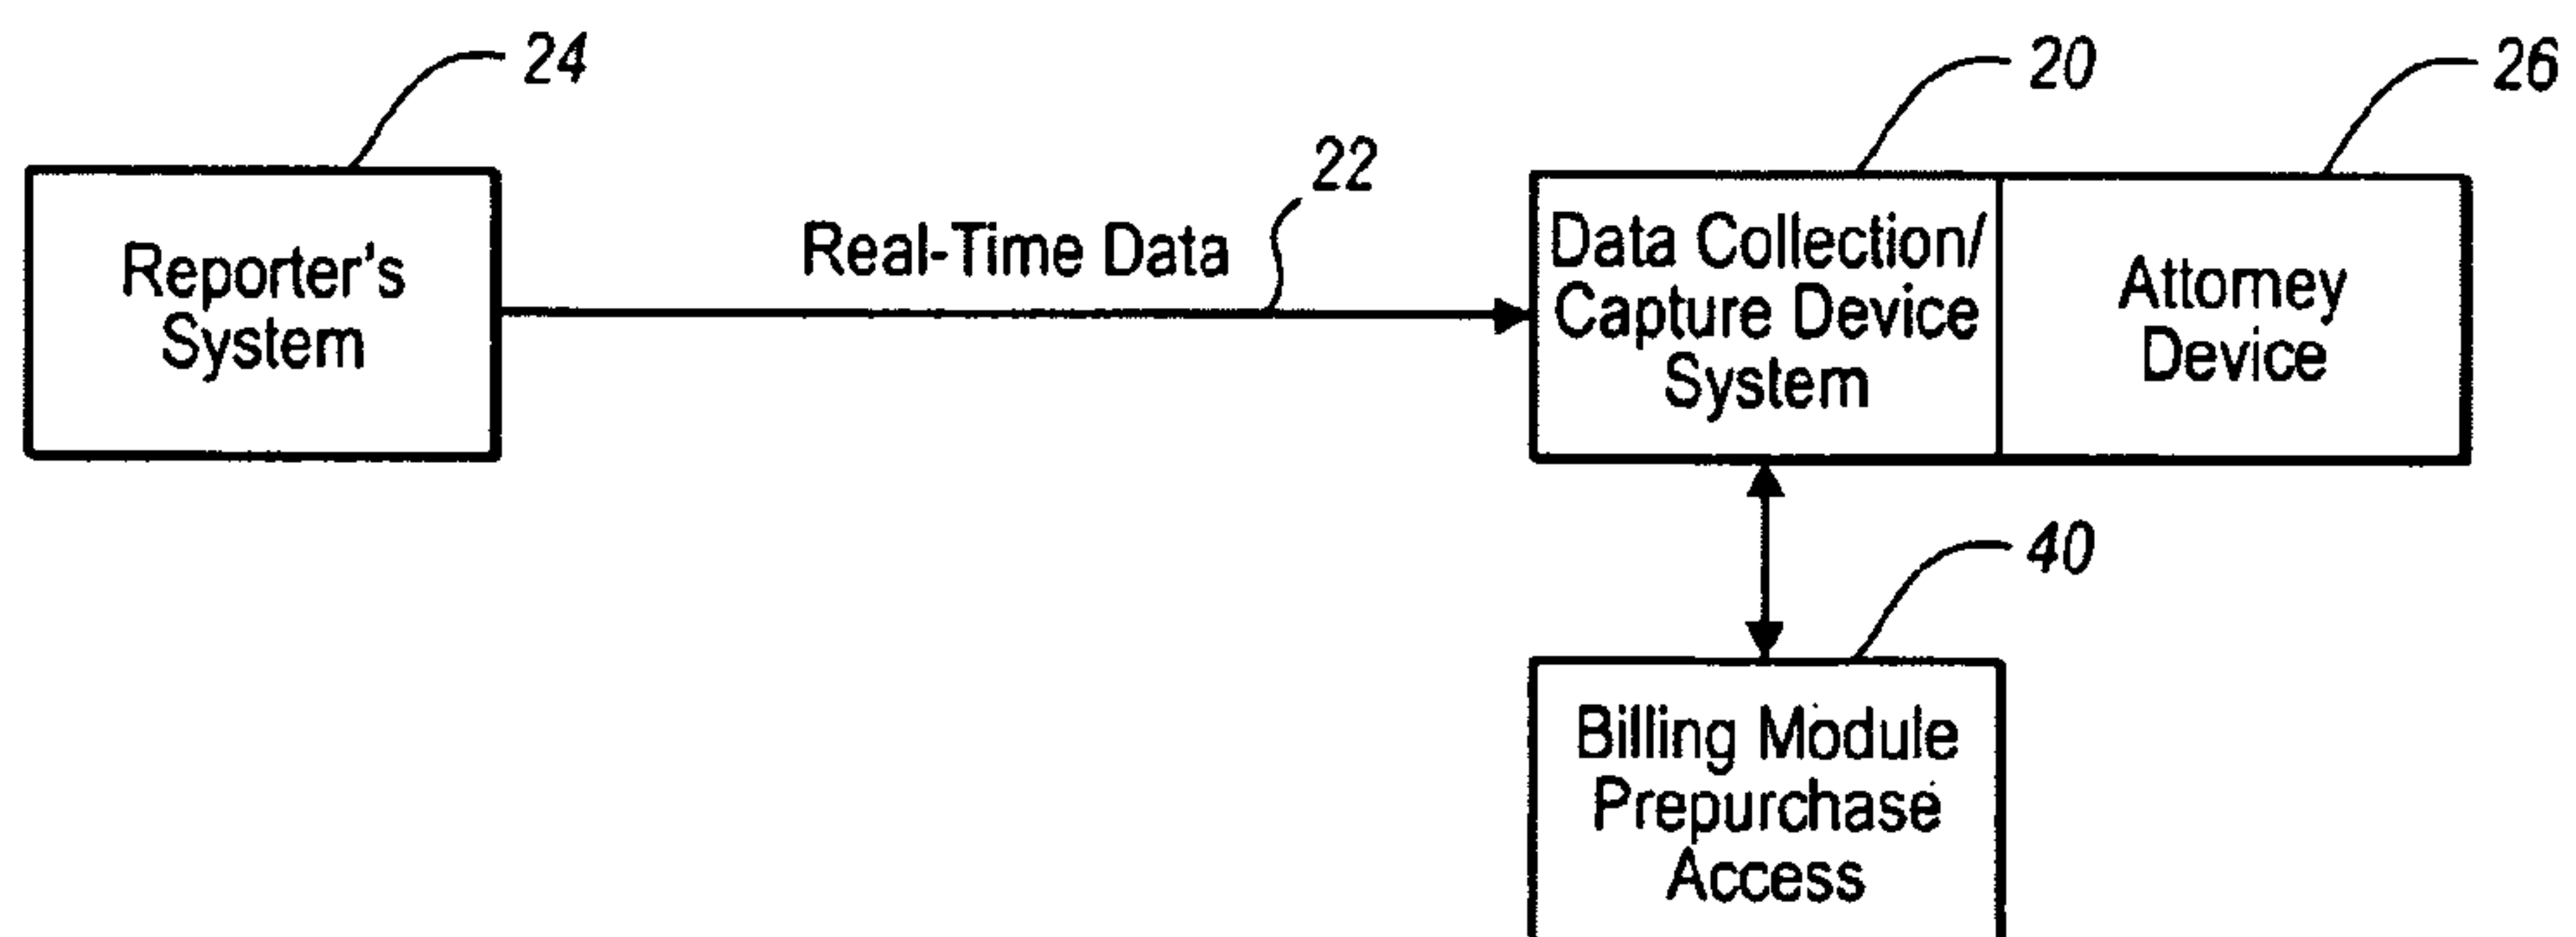 24
20
26
22
Real-Time Data
Reporter's
System
Data Collection/
Capture Device
System
Attorney
Device
40
Billing Module
Prepurchase
Access